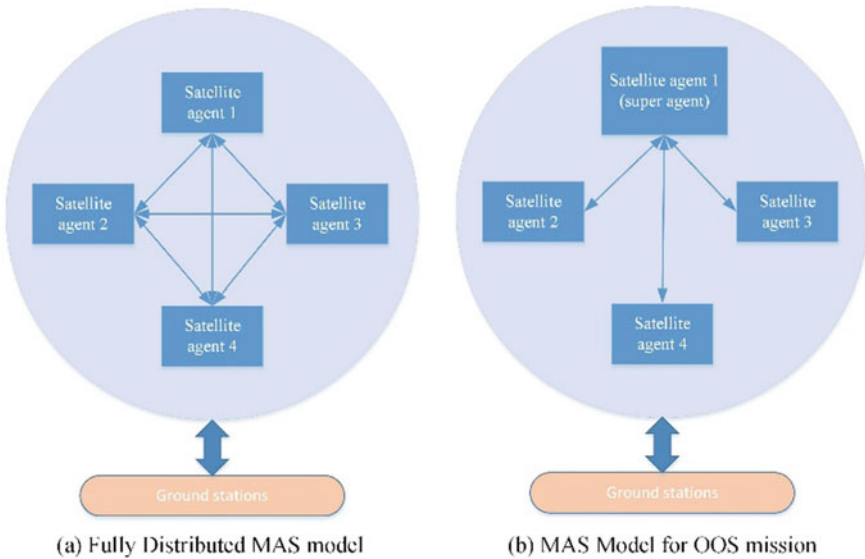 Satellite
agent 1
Satellite
agent 2
Satellite
agent 3
Satellite
agent 4
Ground stations
(a) Fully Distributed MAS model
Satellite agent 1
(super agent)
Satellite
agent 2
Satellite
agent 3
Satellite
agent 4
Ground stations
(b) MAS Model for OOS mission